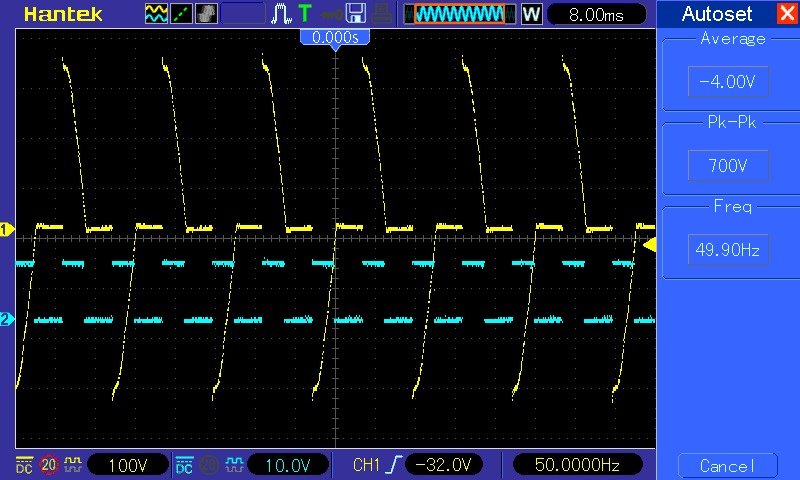 Hantek T W 8.00ms Autoset
0.000s
Average
-4.00V
Pk-Pk
700V
Freq
49.90Hz
1
2
DC 20 100V DC 20 10.0V CH1 -32.0V 50.0000Hz
Cancel